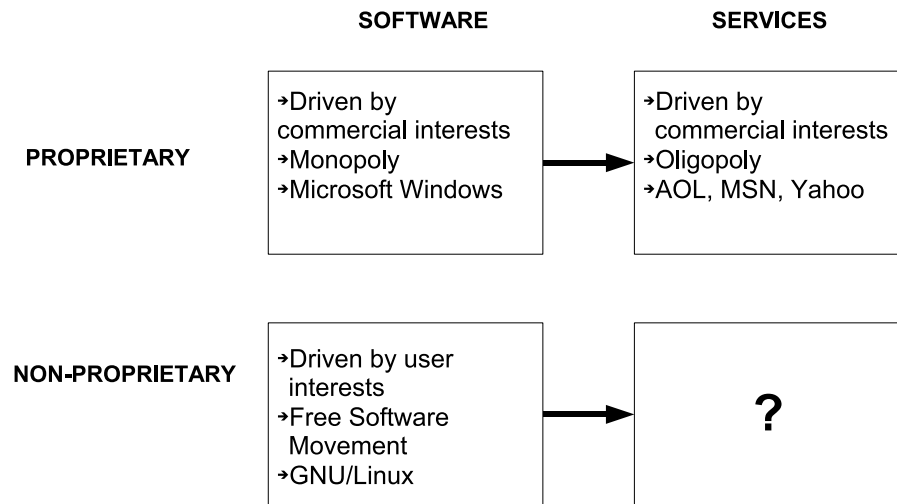 SOFTWARE
SERVICES
PROPRIETARY
➔Driven by
commercial interests
➔Monopoly
➔Microsoft Windows
➔Driven by
commercial interests
➔Oligopoly
➔AOL, MSN, Yahoo
NON-PROPRIETARY
➔Driven by user
interests
➔Free Software
Movement
➔GNU/Linux
?